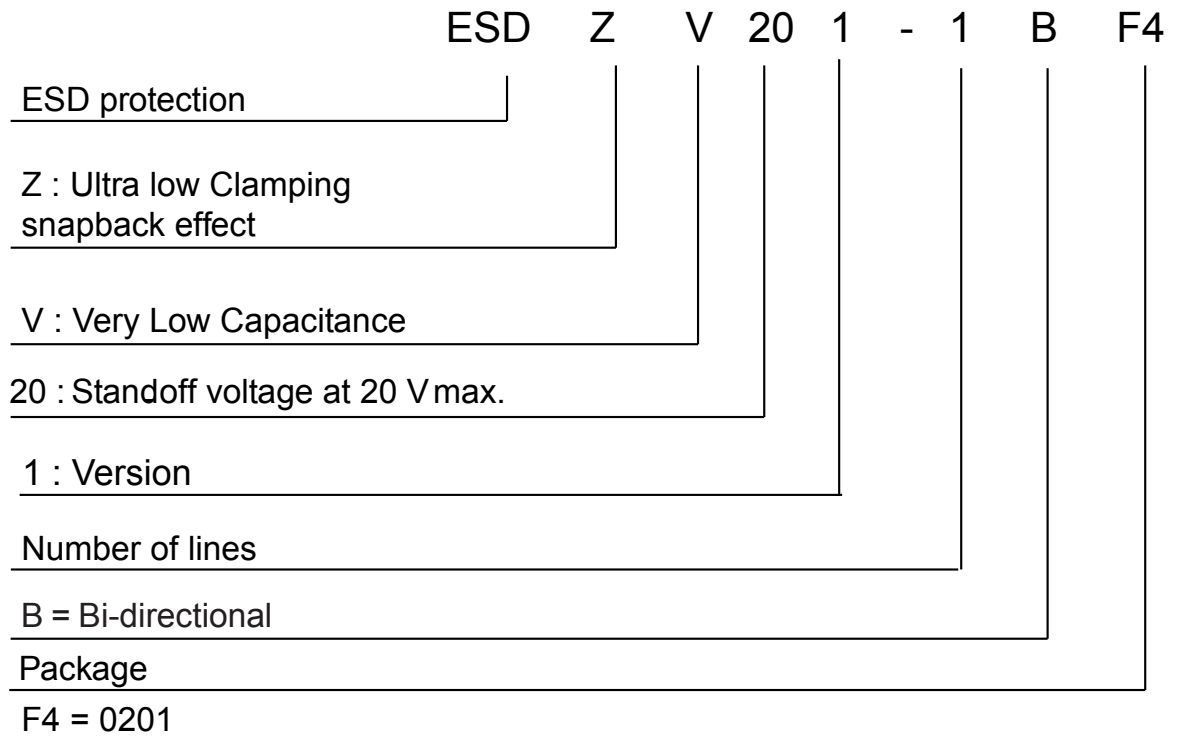 ESD Z V 20 1 - 1 B F4
ESD protection
Z : Ultra low Clamping
snapback effect
V : Very Low Capacitance
20 : Standoff voltage at 20 V max.
1 : Version
Number of lines
B = Bi-directional
Package
F4 = 0201